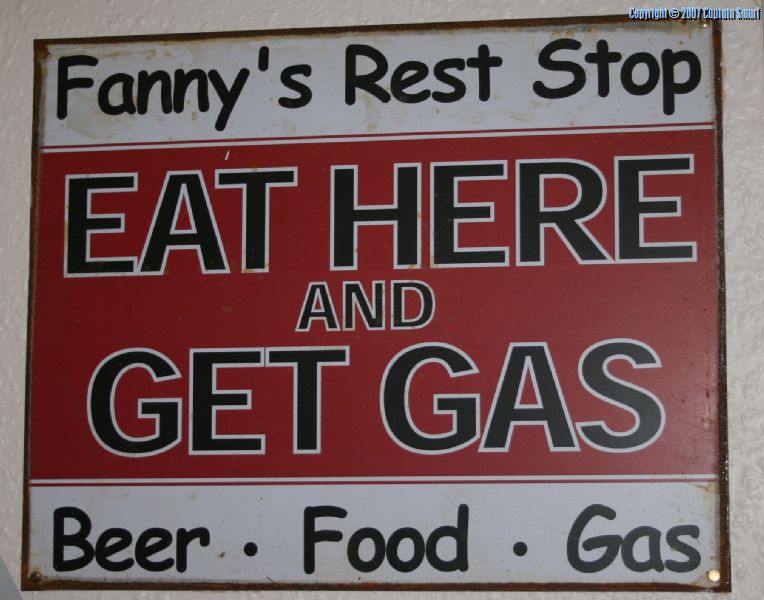 Copyright © 2007 Captain Smurf
Fanny's Rest Stop
EAT HERE
AND
GET GAS
Beer • Food • Gas